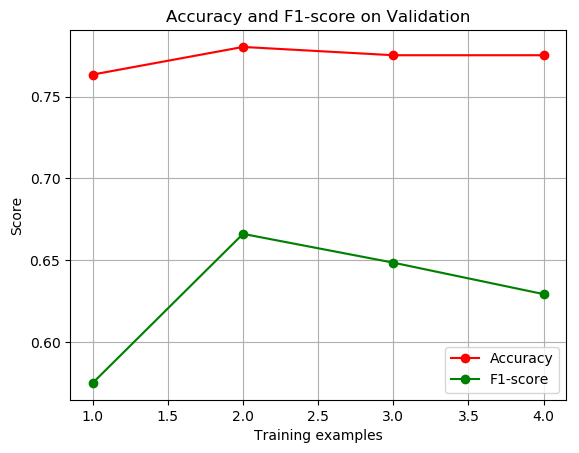 Accuracy and F1-score on Validation
Score
0.75
0.70
0.65
0.60
Accuracy
F1-score
1.0 1.5 2.0 2.5 3.0 3.5 4.0
Training examples